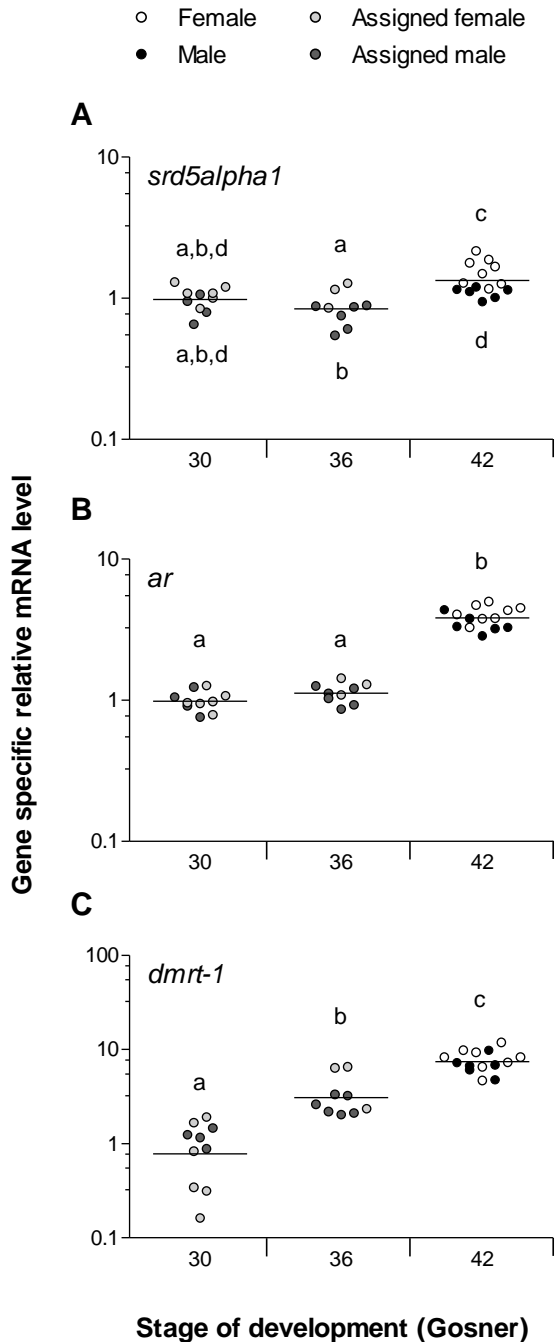 Female Assigned female
Male Assigned male
A
10
srd5alpha1
c
a,b,d a
1
a,b,d b d
0.1
30 36 42
B
10
ar
b
a a
1
0.1
30 36 42
C
100
dmrt-1
c
b
10
a
1
0.1
30 36 42
Gene specific relative mRNA level
Stage of development (Gosner)